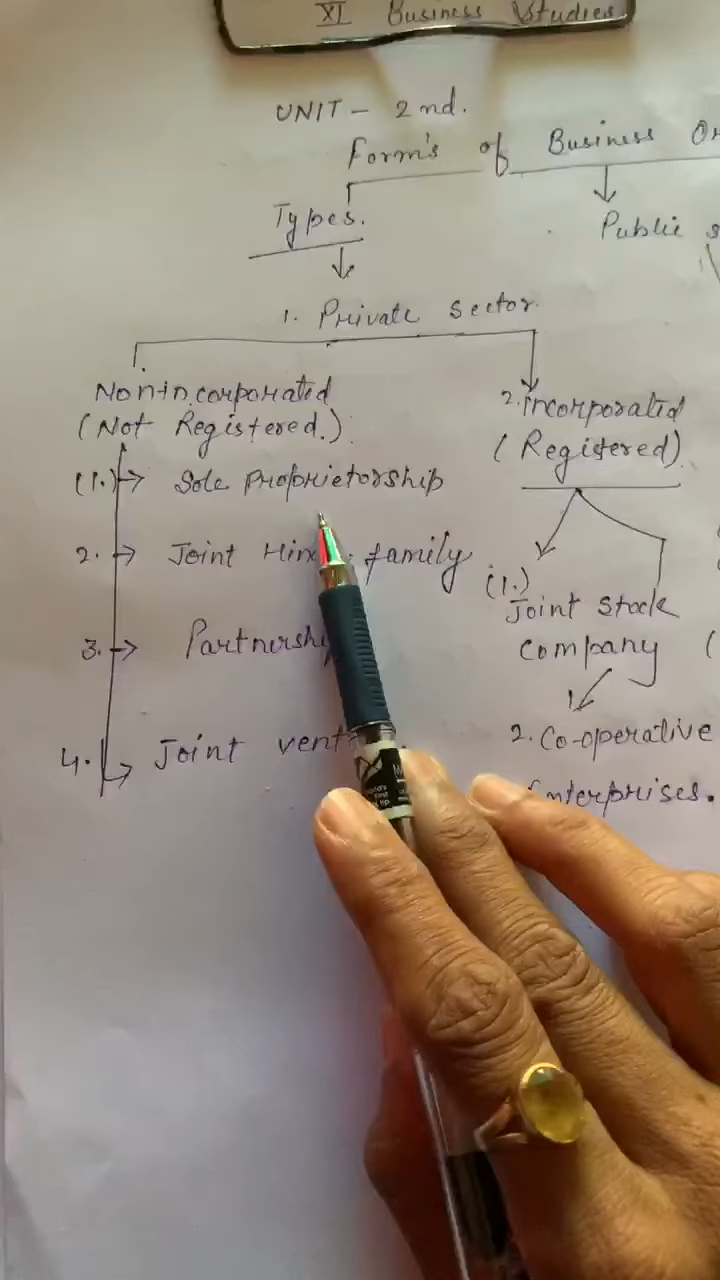 XI Business Studies
UNIT - 2nd.
Form's of Business
Types.
Public
1. Private Sector.
Non-incorporated
(Not Registered.)
2. incorporated
(Registered)
(1.) → Sole Proprietorship
2. → Joint family
(1.) Joint Stock
Company
3. →
4. → Joint
2. Co-operative
Enterprises.